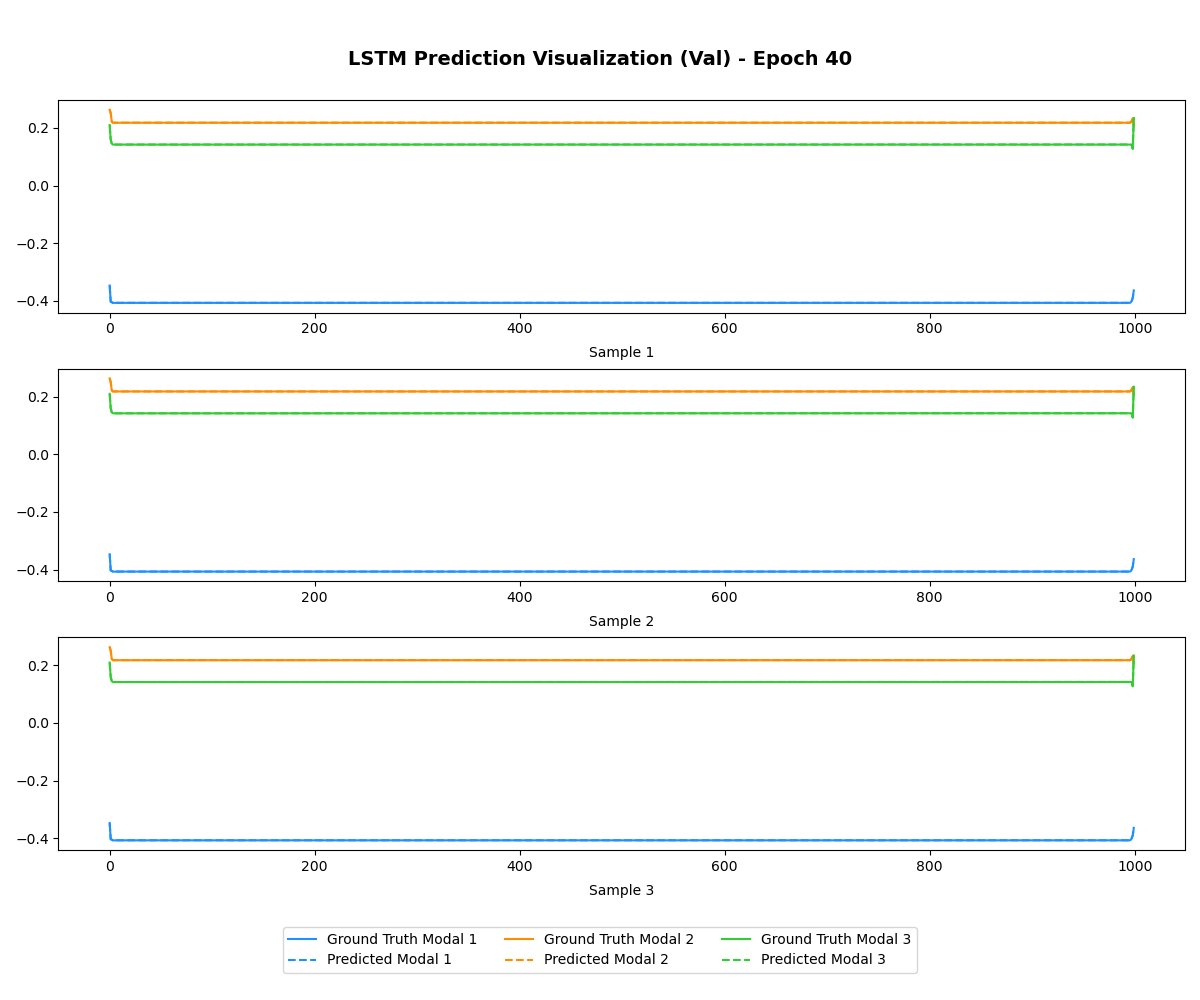 LSTM Prediction Visualization (Val) - Epoch 40
0.2
0.0
−0.2
−0.4
0 200 400 600 800 1000
Sample 1
0.2
0.0
−0.2
−0.4
0 200 400 600 800 1000
Sample 2
0.2
0.0
−0.2
−0.4
0 200 400 600 800 1000
Sample 3
Ground Truth Modal 1 Ground Truth Modal 2 Ground Truth Modal 3
Predicted Modal 1 Predicted Modal 2 Predicted Modal 3